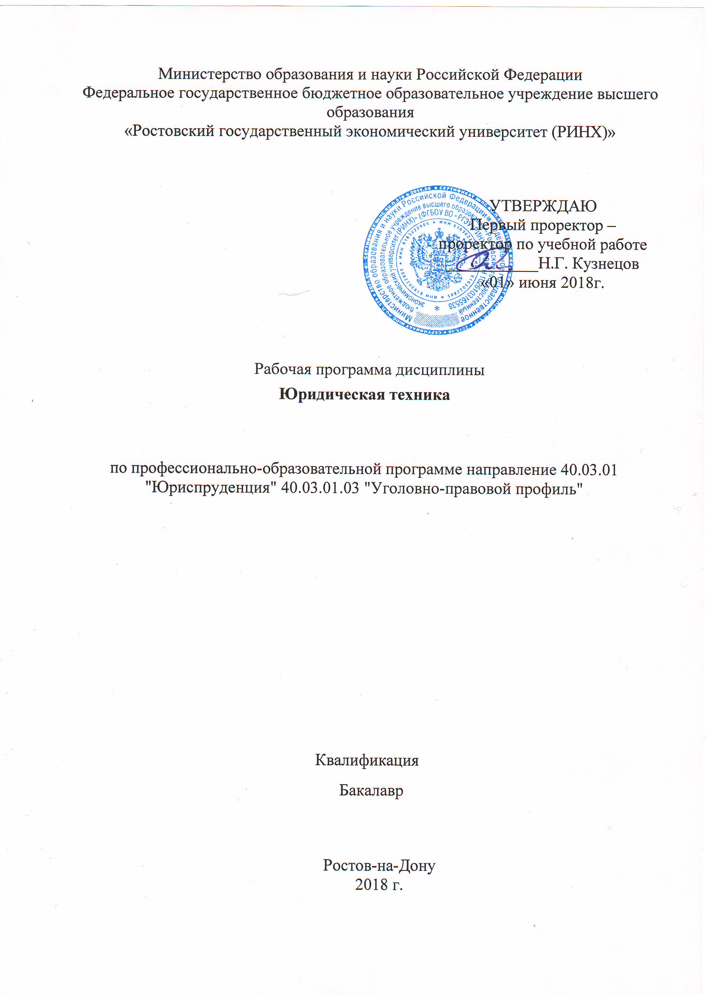 Министерство образования и науки Российской Федерации
Федеральное государственное бюджетное образовательное учреждение высшего
образования
«Ростовский государственный экономический университет (РИНХ)»
УТВЕРЖДАЮ
Первый проректор –
проректор по учебной работе
Н.Г. Кузнецов
«01» июня 2018г.
Министерство образования и науки Российской Федерации * Федеральное государственное
бюджетное образовательное учреждение высшего образования «Ростовский государственный
экономический университет (РИНХ)» (ФГБОУ ВО «РГЭУ (РИНХ)»
1026103165538
ИНН 6163022805 * ИНН 6163022805
Рабочая программа дисциплины
Юридическая техника
по профессионально-образовательной программе направление 40.03.01
"Юриспруденция" 40.03.01.03 "Уголовно-правовой профиль"
Квалификация
Бакалавр
Ростов-на-Дону
2018 г.